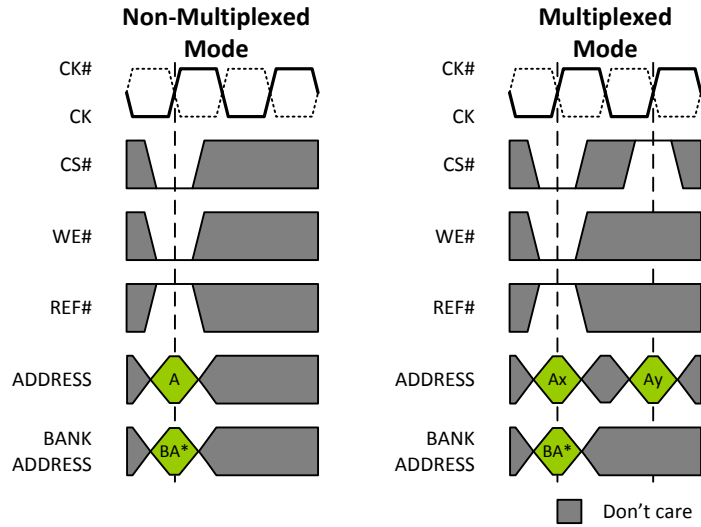 Non-Multiplexed
Mode
CK#
CK
CS#
WE#
REF#
ADDRESS
A
BANK
ADDRESS
BA*
Multiplexed
Mode
CK#
CK
CS#
WE#
REF#
ADDRESS
Ax
Ay
BANK
ADDRESS
BA*
Don't care